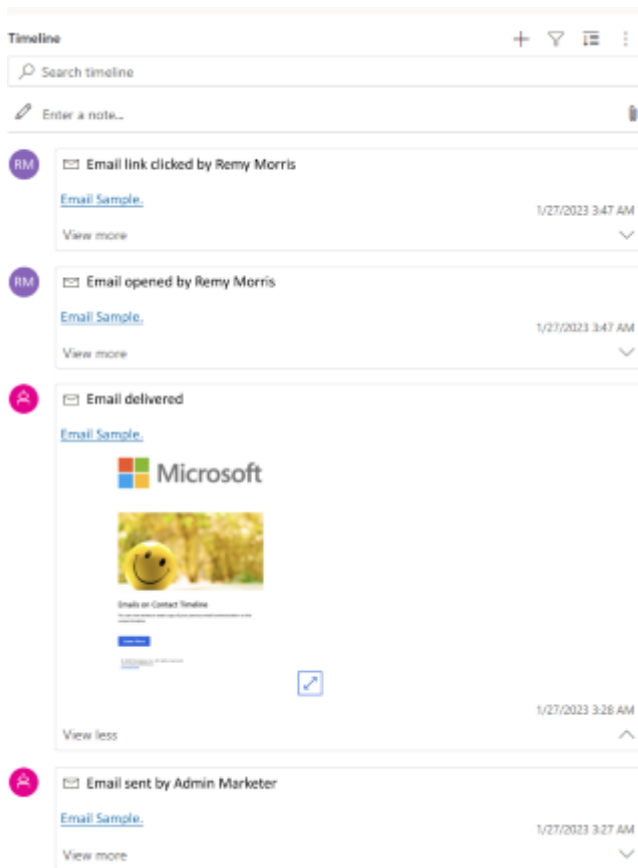 Timeline
Search timeline
Enter a note...
RM
Email link clicked by Remy Morris
Email Sample.
1/27/2023 3:47 AM
View more
RM
Email opened by Remy Morris
Email Sample.
1/27/2023 3:47 AM
View more
Email delivered
Email Sample.
Microsoft
Emails on Contact Timeline
1/27/2023 3:28 AM
View less
Email sent by Admin Marketer
Email Sample.
1/27/2023 3:27 AM
View more